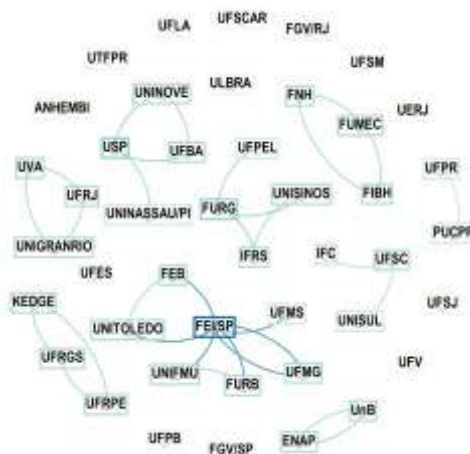 UFSCAR
UFLA
FGV/RJ
UTFPR
UFSM
UNINOVE
ULBRA
FNH
ANHEMBI
UERJ
FUMEC
USP
UFBA
UFPEL
UVA
UFPR
UFRJ
UNISINOS
FIBH
UNINASSAU/PI
FURG
PUCPR
UNIGRANRIO
IFRS
IFC
UFSC
UFES
FEB
KEDGE
UFSJ
UFMS
UNISUL
UNITOLEDO
FEI/SP
UFRGS
UFV
UNIFMU
UFMG
FURB
UFRPE
UnB
UFPB
FGV/SP
ENAP